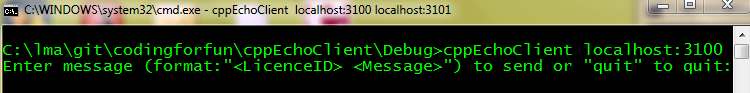 C:\WINDOWS\system32\cmd.exe - cppEchoClient  localhost:3100 localhost:3101
C:\lma\git\codingforfun\cppEchoClient\Debug>cppEchoClient localhost:3100
Enter message (format:"<LicenceID> <Message>") to send or "quit" to quit: